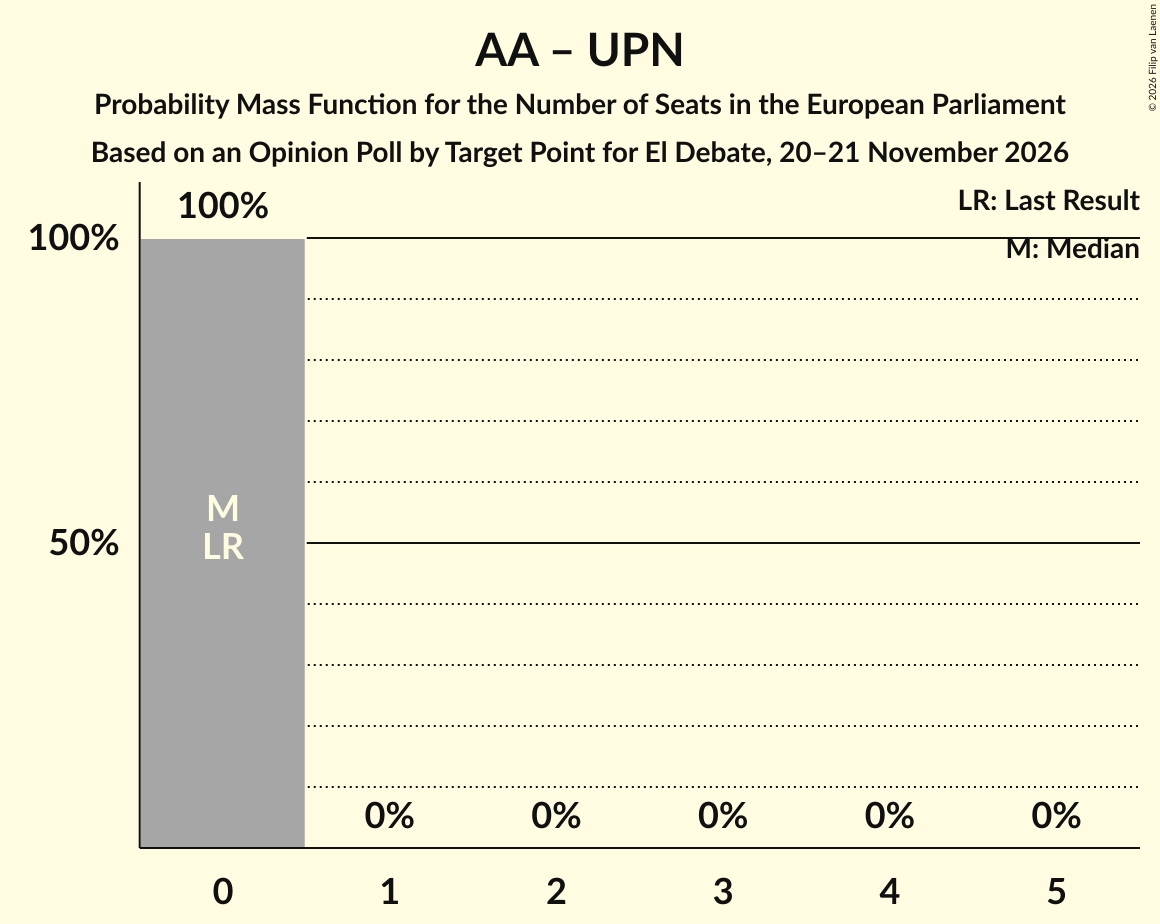 AA – UPN
Probability Mass Function for the Number of Seats in the European Parliament
Based on an Opinion Poll by Target Point for El Debate, 20–21 November 2026
© 2026 Filip van Laenen
LR: Last Result
M: Median
100%
100%
50%
M
LR
0% 0% 0% 0% 0%
0 1 2 3 4 5